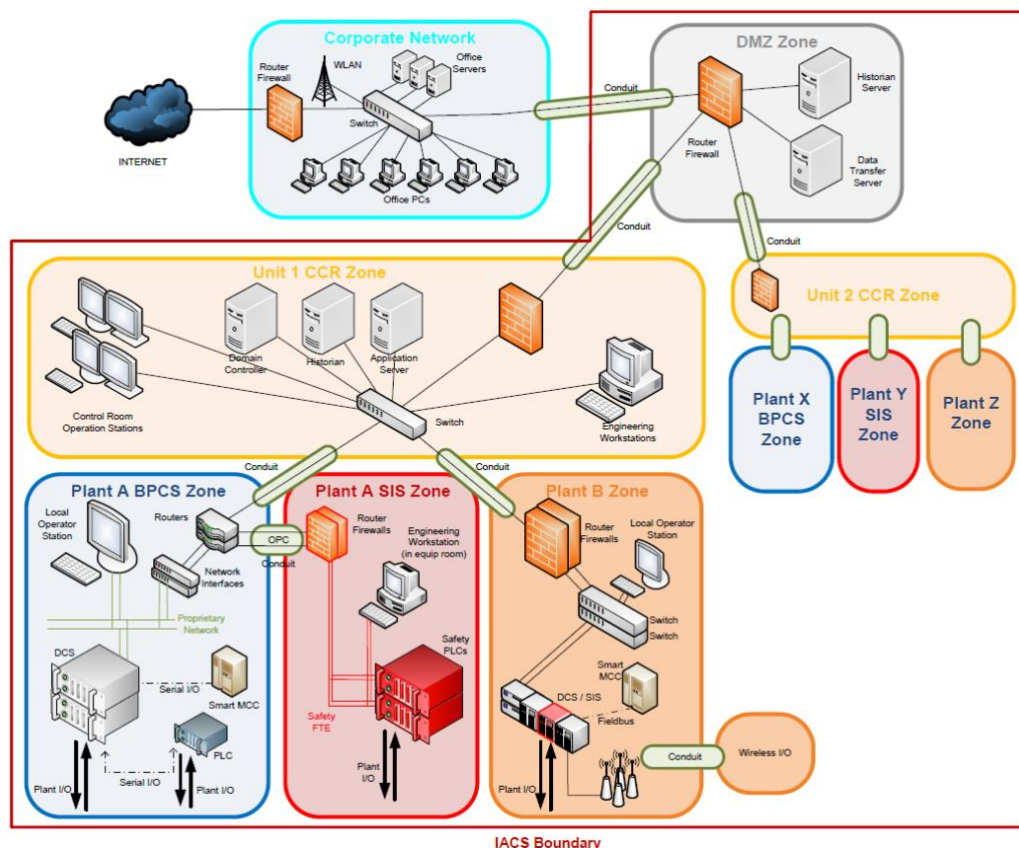 Corporate Network
Router
Firewall
WLAN
Office
Servers
Switch
INTERNET
Office PCs
Conduit
DMZ Zone
Historian
Server
Router
Firewall
Data
Transfer
Server
Conduit
Conduit
Unit 1 CCR Zone
Domain
Controller
Historian
Application
Server
Control Room
Operation Stations
Switch
Engineering
Workstations
Unit 2 CCR Zone
Plant X
BPCS
Zone
Plant Y
SIS
Zone
Plant Z
Zone
Conduit
Conduit
Plant A BPCS Zone
Local
Operator
Station
Routers
Network
Interfaces
OPC
Conduit
Proprietary
Network
DCS
Serial I/O
Smart MCC
PLC
Serial I/O
Plant I/O
Plant I/O
Plant A SIS Zone
Router
Firewalls
Engineering
Workstation
(in equip room)
Safety
PLCs
Safety
FTE
Plant I/O
Plant B Zone
Router
Firewalls
Local Operator
Station
Switch
Switch
Smart
MCC
DCS / SIS
Fieldbus
Plant I/O
Conduit
Wireless I/O
IACS Boundary